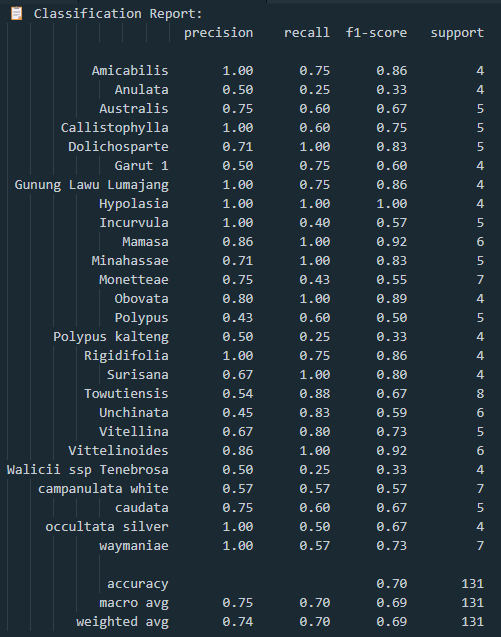 📋 Classification Report:
precision recall f1-score support
Amicabilis 1.00 0.75 0.86 4
Anulata 0.50 0.25 0.33 4
Australis 0.75 0.60 0.67 5
Callistophylla 1.00 0.60 0.75 5
Dolichosparte 0.71 1.00 0.83 5
Garut 1 0.50 0.75 0.60 4
Gunung Lawu Lumajang 1.00 0.75 0.86 4
Hypolasia 1.00 1.00 1.00 4
Incurvula 1.00 0.40 0.57 5
Mamasa 0.86 1.00 0.92 6
Minahassae 0.71 1.00 0.83 5
Monetteae 0.75 0.43 0.55 7
Obovata 0.80 1.00 0.89 4
Polypus 0.43 0.60 0.50 5
Polypus kalteng 0.50 0.25 0.33 4
Rigidifolia 1.00 0.75 0.86 4
Surisana 0.67 1.00 0.80 4
Towutiensis 0.54 0.88 0.67 8
Unchinata 0.45 0.83 0.59 6
Vitellina 0.67 0.80 0.73 5
Vittelinoides 0.86 1.00 0.92 6
Walicii ssp Tenebrosa 0.50 0.25 0.33 4
campanulata white 0.57 0.57 0.57 7
caudata 0.75 0.60 0.67 5
occultata silver 1.00 0.50 0.67 4
waymaniae 1.00 0.57 0.73 7
accuracy 0.70 131
macro avg 0.75 0.70 0.69 131
weighted avg 0.74 0.70 0.69 131